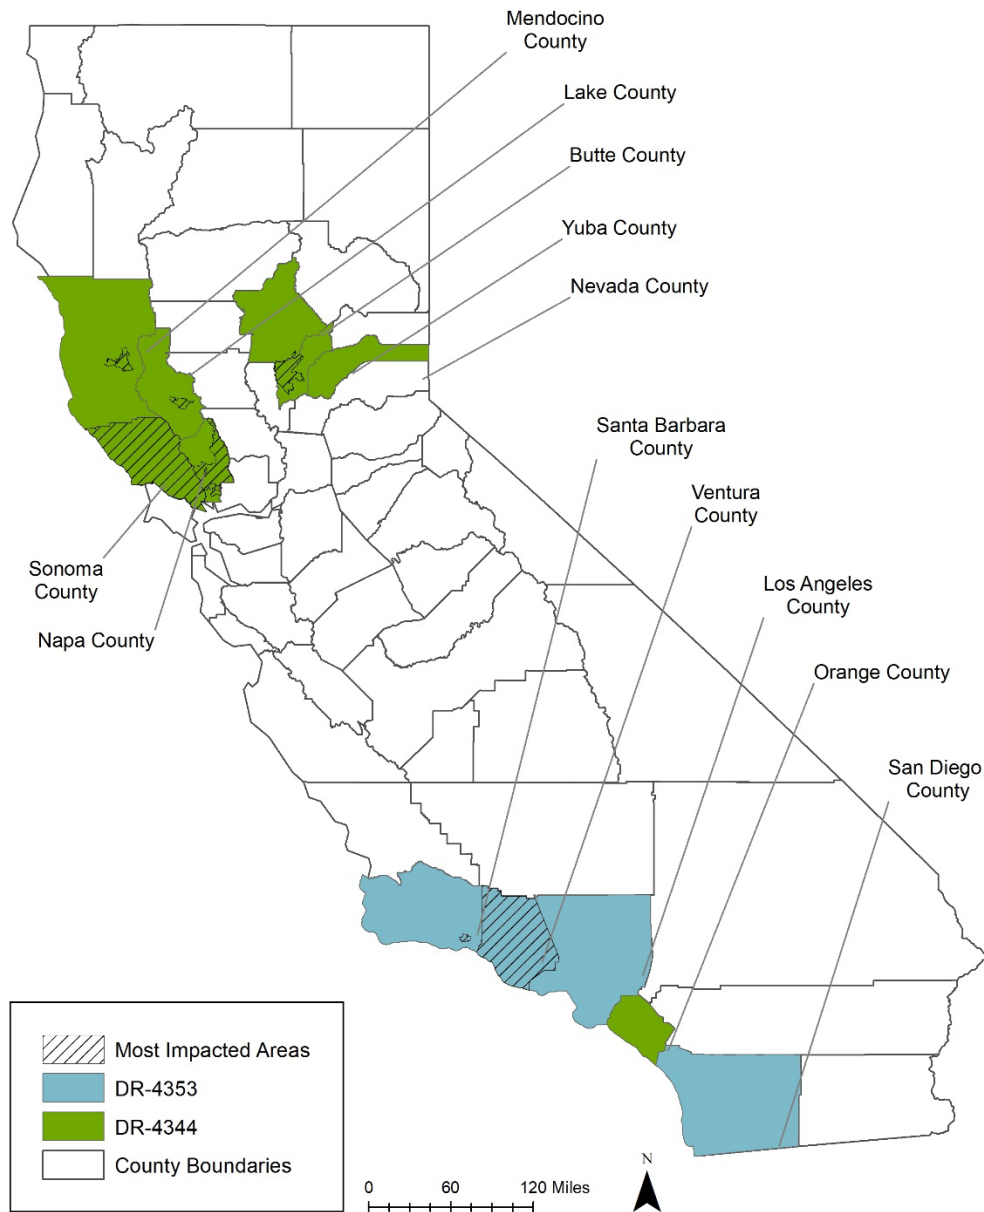 Mendocino
County
Lake County
Butte County
Yuba County
Nevada County
Santa Barbara
County
Ventura
County
Sonoma
County
Los Angeles
County
Napa County
Orange County
San Diego
County
Most Impacted Areas
DR-4353
DR-4344
County Boundaries
N
0 60 120 Miles